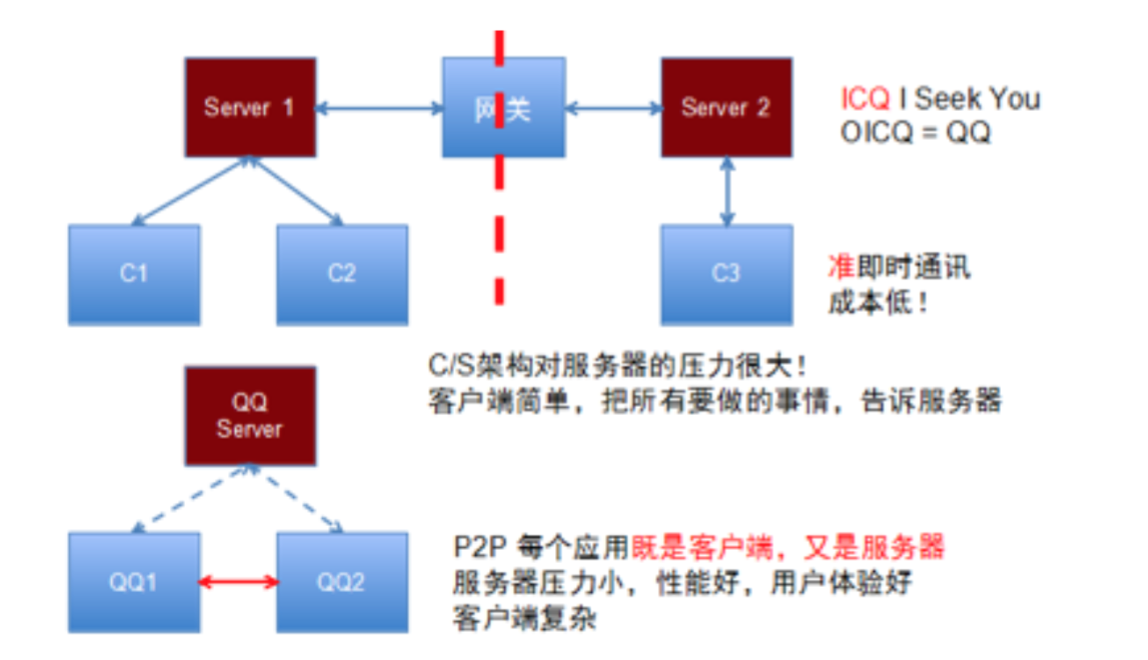 Server 1
网关
Server 2
ICQ I Seek You
OICQ = QQ
C1
C2
C3
准即时通讯
成本低！
C/S架构对服务器的压力很大！
客户端简单，把所有要做的事情，告诉服务器
QQ
Server
QQ1
QQ2
P2P 每个应用既是客户端，又是服务器
服务器压力小，性能好，用户体验好
客户端复杂